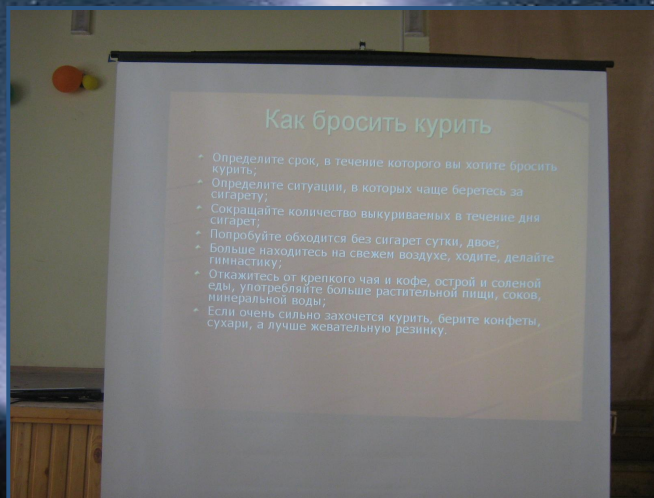 Как бросить курить
Определите срок, в течение которого вы хотите бросить
курить;
Определите ситуации, в которых чаще беретесь за
сигарету;
Сокращайте количество выкуриваемых в течение дня
сигарет;
Попробуйте обходится без сигарет сутки, двое;
Больше находитесь на свежем воздухе, ходите, делайте
гимнастику;
Откажитесь от крепкого чая и кофе, острой и соленой
еды, употребляйте больше растительной пищи, соков,
минеральной воды;
Если очень сильно захочется курить, берите конфеты,
сухари, а лучше жевательную резинку.